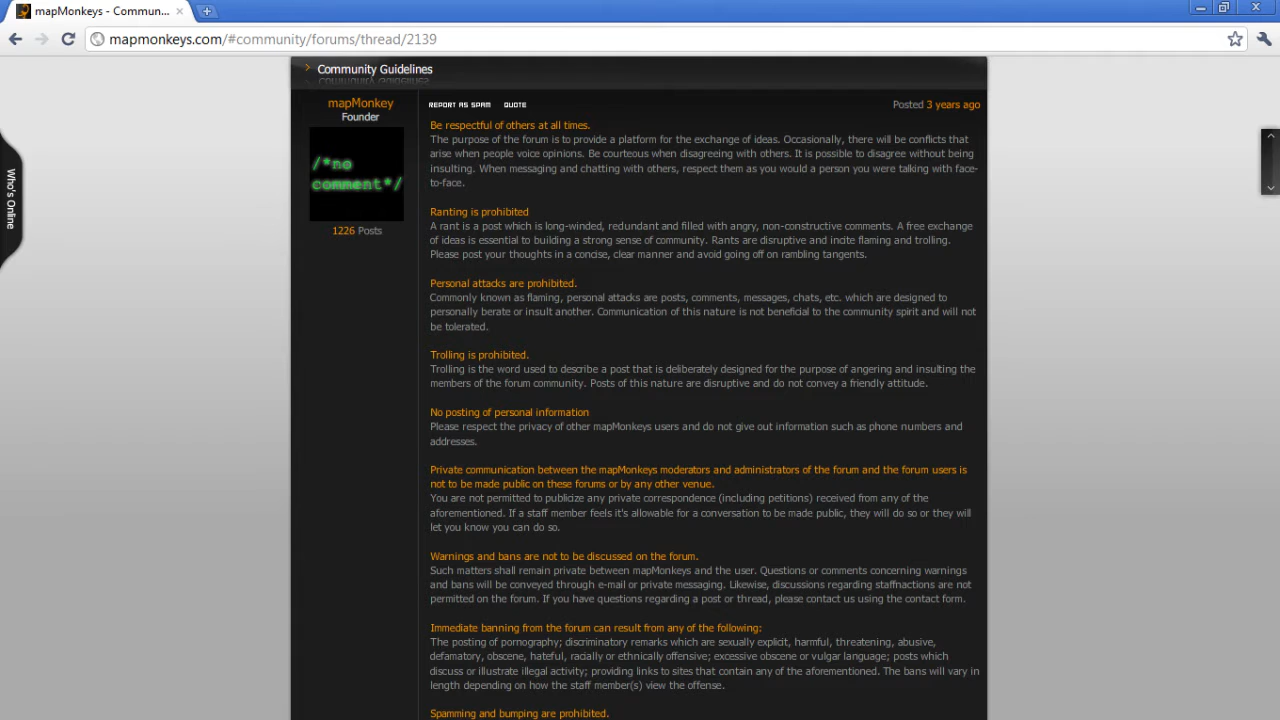 mapMonkeys - Commun...
mapmonkeys.com/#community/forums/thread/2139
Community Guidelines
mapMonkey
Founder
/*no
comment*/
1226 Posts
Who's Online
REPORT AS SPAM QUOTE
Posted 3 years ago
Be respectful of others at all times.
The purpose of the forum is to provide a platform for the exchange of ideas. Occasionally, there will be conflicts that
arise when people voice opinions. Be courteous when disagreeing with others. It is possible to disagree without being
insulting. When messaging and chatting with others, respect them as you would a person you were talking with face-
to-face.
Ranting is prohibited
A rant is a post which is long-winded, redundant and filled with angry, non-constructive comments. A free exchange
of ideas is essential to building a strong sense of community. Rants are disruptive and incite flaming and trolling.
Please post your thoughts in a concise, clear manner and avoid going off on rambling tangents.
Personal attacks are prohibited.
Commonly known as flaming, personal attacks are posts, comments, messages, chats, etc. which are designed to
personally berate or insult another. Communication of this nature is not beneficial to the community spirit and will not
be tolerated.
Trolling is prohibited.
Trolling is the word used to describe a post that is deliberately designed for the purpose of angering and insulting the
members of the forum community. Posts of this nature are disruptive and do not convey a friendly attitude.
No posting of personal information
Please respect the privacy of other mapMonkeys users and do not give out information such as phone numbers and
addresses.
Private communication between the mapMonkeys moderators and administrators of the forum and the forum users is
not to be made public on these forums or by any other venue.
You are not permitted to publicize any private correspondence (including petitions) received from any of the
aforementioned. If a staff member feels it's allowable for a conversation to be made public, they will do so or they will
let you know you can do so.
Warnings and bans are not to be discussed on the forum.
Such matters shall remain private between mapMonkeys and the user. Questions or comments concerning warnings
and bans will be conveyed through e-mail or private messaging. Likewise, discussions regarding staffnactions are not
permitted on the forum. If you have questions regarding a post or thread, please contact us using the contact form.
Immediate banning from the forum can result from any of the following:
The posting of pornography; discriminatory remarks which are sexually explicit, harmful, threatening, abusive,
defamatory, obscene, hateful, racially or ethnically offensive; excessive obscene or vulgar language; posts which
discuss or illustrate illegal activity; providing links to sites that contain any of the aforementioned. The bans will vary in
length depending on how the staff member(s) view the offense.
Spamming and bumping are prohibited.